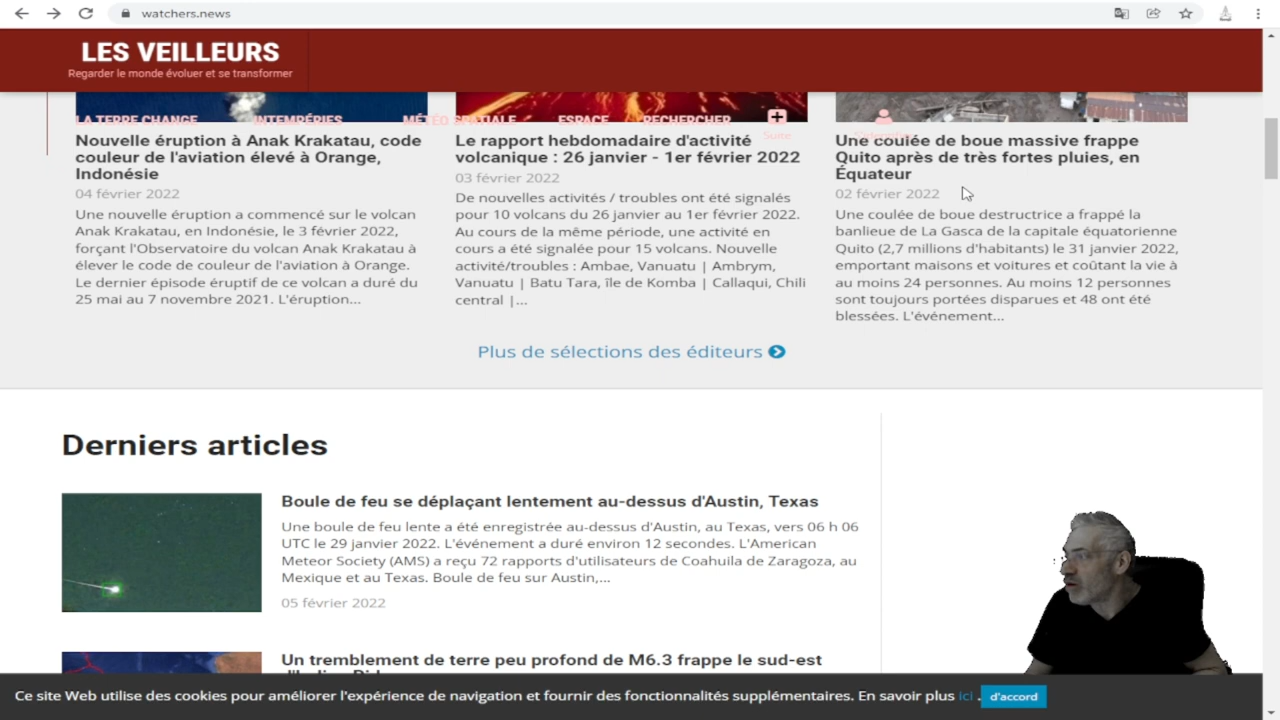 watchers.news
LES VEILLEURS
Regarder le monde évoluer et se transformer
LA TERRE CHANGE
INTEMPÉRIES
MÉTÉO SPATIALE
ESPACE
RECHERCHER
Suite
Nouvelle éruption à Anak Krakatau, code
couleur de l'aviation élevé à Orange,
Indonésie
04 février 2022
Une nouvelle éruption a commencé sur le volcan
Anak Krakatau, en Indonésie, le 3 février 2022,
forçant l'Observatoire du volcan Anak Krakatau à
élever le code de couleur de l'aviation à Orange.
Le dernier épisode éruptif de ce volcan a duré du
25 mai au 7 novembre 2021. L'éruption...
Le rapport hebdomadaire d'activité
volcanique : 26 janvier - 1er février 2022
03 février 2022
De nouvelles activités / troubles ont été signalés
pour 10 volcans du 26 janvier au 1er février 2022.
Au cours de la même période, une activité en
cours a été signalée pour 15 volcans. Nouvelle
activité/troubles : Ambae, Vanuatu | Ambrym,
Vanuatu | Batu Tara, île de Komba | Callaqui, Chili
central |...
Une coulée de boue massive frappe
Quito après de très fortes pluies, en
Équateur
02 février 2022
Une coulée de boue destructrice a frappé la
banlieue de La Gasca de la capitale équatorienne
Quito (2,7 millions d'habitants) le 31 janvier 2022,
emportant maisons et voitures et coûtant la vie à
au moins 24 personnes. Au moins 12 personnes
sont toujours portées disparues et 48 ont été
blessées. L'événement...
Plus de sélections des éditeurs
Derniers articles
Boule de feu se déplaçant lentement au-dessus d'Austin, Texas
Une boule de feu lente a été enregistrée au-dessus d'Austin, au Texas, vers 06 h 06
UTC le 29 janvier 2022. L'événement a duré environ 12 secondes. L'American
Meteor Society (AMS) a reçu 72 rapports d'utilisateurs de Coahuila de Zaragoza, au
Mexique et au Texas. Boule de feu sur Austin,...
05 février 2022
Un tremblement de terre peu profond de M6.3 frappe le sud-est
Ce site Web utilise des cookies pour améliorer l'expérience de navigation et fournir des fonctionnalités supplémentaires. En savoir plus ici . d'accord